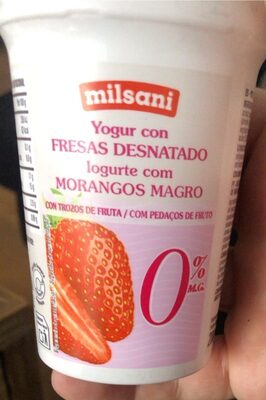 milsani
Yogur con
FRESAS DESNATADO
Iogurte com
MORANGOS MAGRO
CON TROZOS DE FRUTA / COM PEDAÇOS DE FRUTO
0%
M.G.